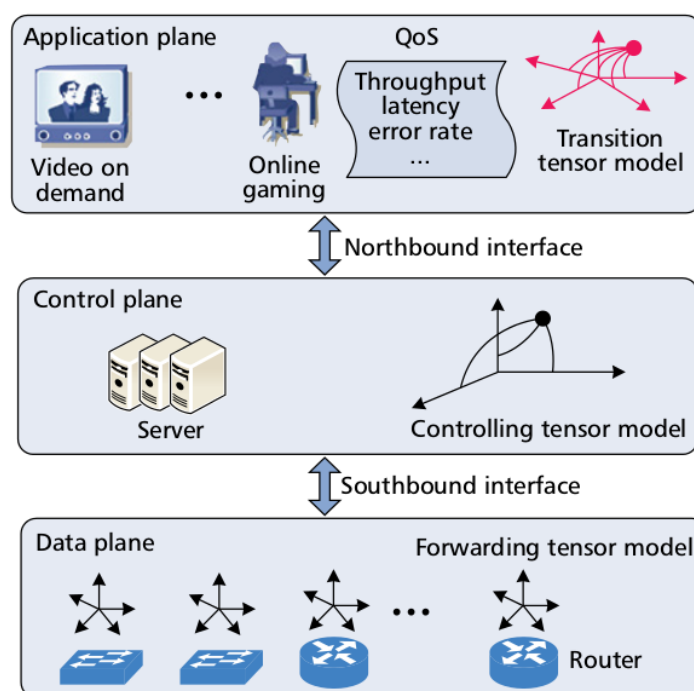 Application plane
QoS
Throughput
latency
error rate
...
...
Video on
demand
Online
gaming
Transition
tensor model
Northbound interface
Control plane
Server
Controlling tensor model
Southbound interface
Data plane
Forwarding tensor model
...
Router